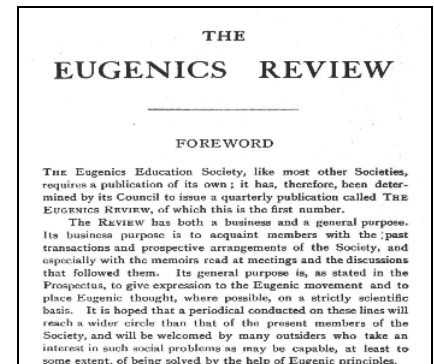 THE
EUGENICS REVIEW
FOREWORD
THE Eugenics Education Society, like most other Societies,
requires a publication of its own ; it has, therefore, been deter-
mined by its Council to issue a quarterly publication called THE
EUGENICS REVIEW, of which this is the first number.
The REVIEW has both a business and a general purpose.
Its business purpose is to acquaint members with the past
transactions and prospective arrangements of the Society, and
especially with the memoirs read at meetings and the discussions
that followed them. Its general purpose is, as stated in the
Prospectus, to give expression to the Eugenic movement and to
place Eugenic thought, where possible, on a strictly scientific
basis. It is hoped that a periodical conducted on these lines will
reach a wider circle than that of the present members of the
Society, and will be welcomed by many outsiders who take an
interest in such social problems as may be capable, at least to
some extent, of being solved by the help of Eugenic principles.